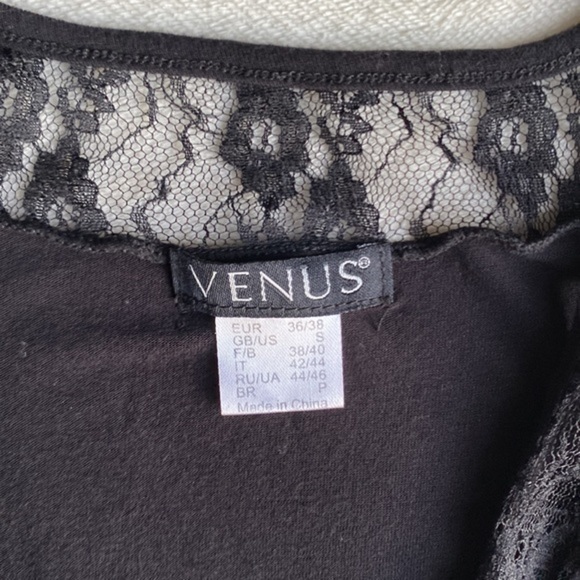 VENUS®
EUR 36/38
GB/US S
F/B 38/40
IT 42/44
RU/UA 44/46
BR P
Made in China